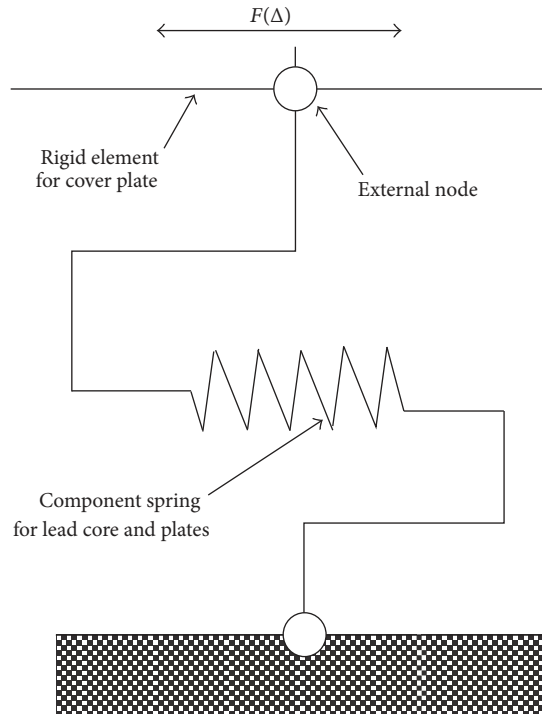 F(Δ)
Rigid element
for cover plate
External node
Component spring
for lead core and plates